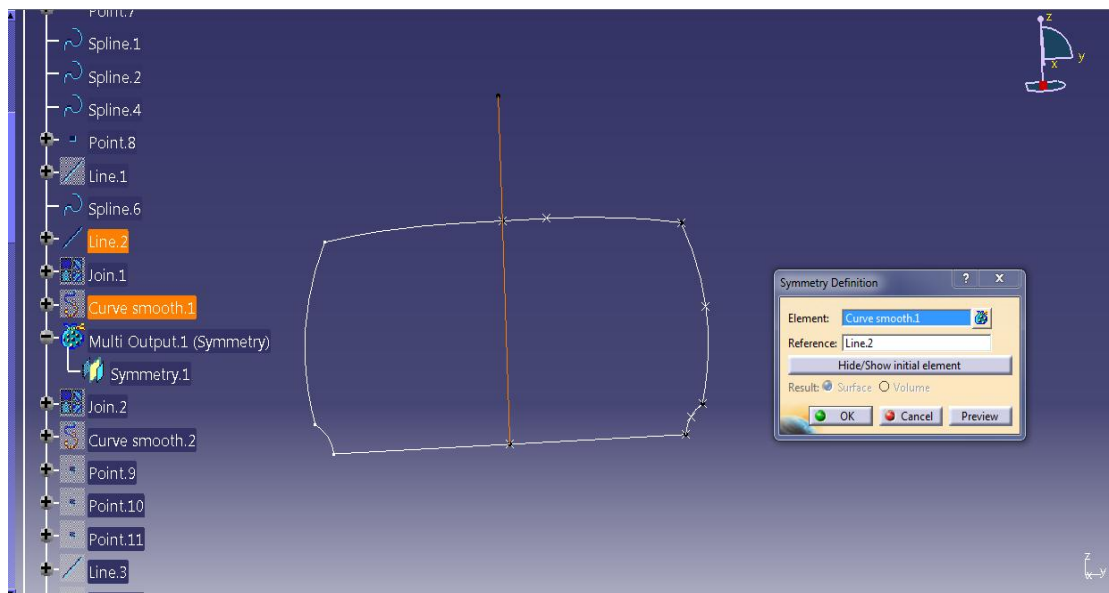 Point.7
Spline.1
Spline.2
Spline.4
Point.8
Line.1
Spline.6
Line.2
Join.1
Curve smooth.1
Multi Output.1 (Symmetry)
Symmetry.1
Join.2
Curve smooth.2
Point.9
Point.10
Point.11
Line.3
z
y
x
Symmetry Definition
?
X
Element: Curve smooth.1
Reference: Line.2
Hide/Show initial element
Result: Surface Volume
OK Cancel Preview
z
x y